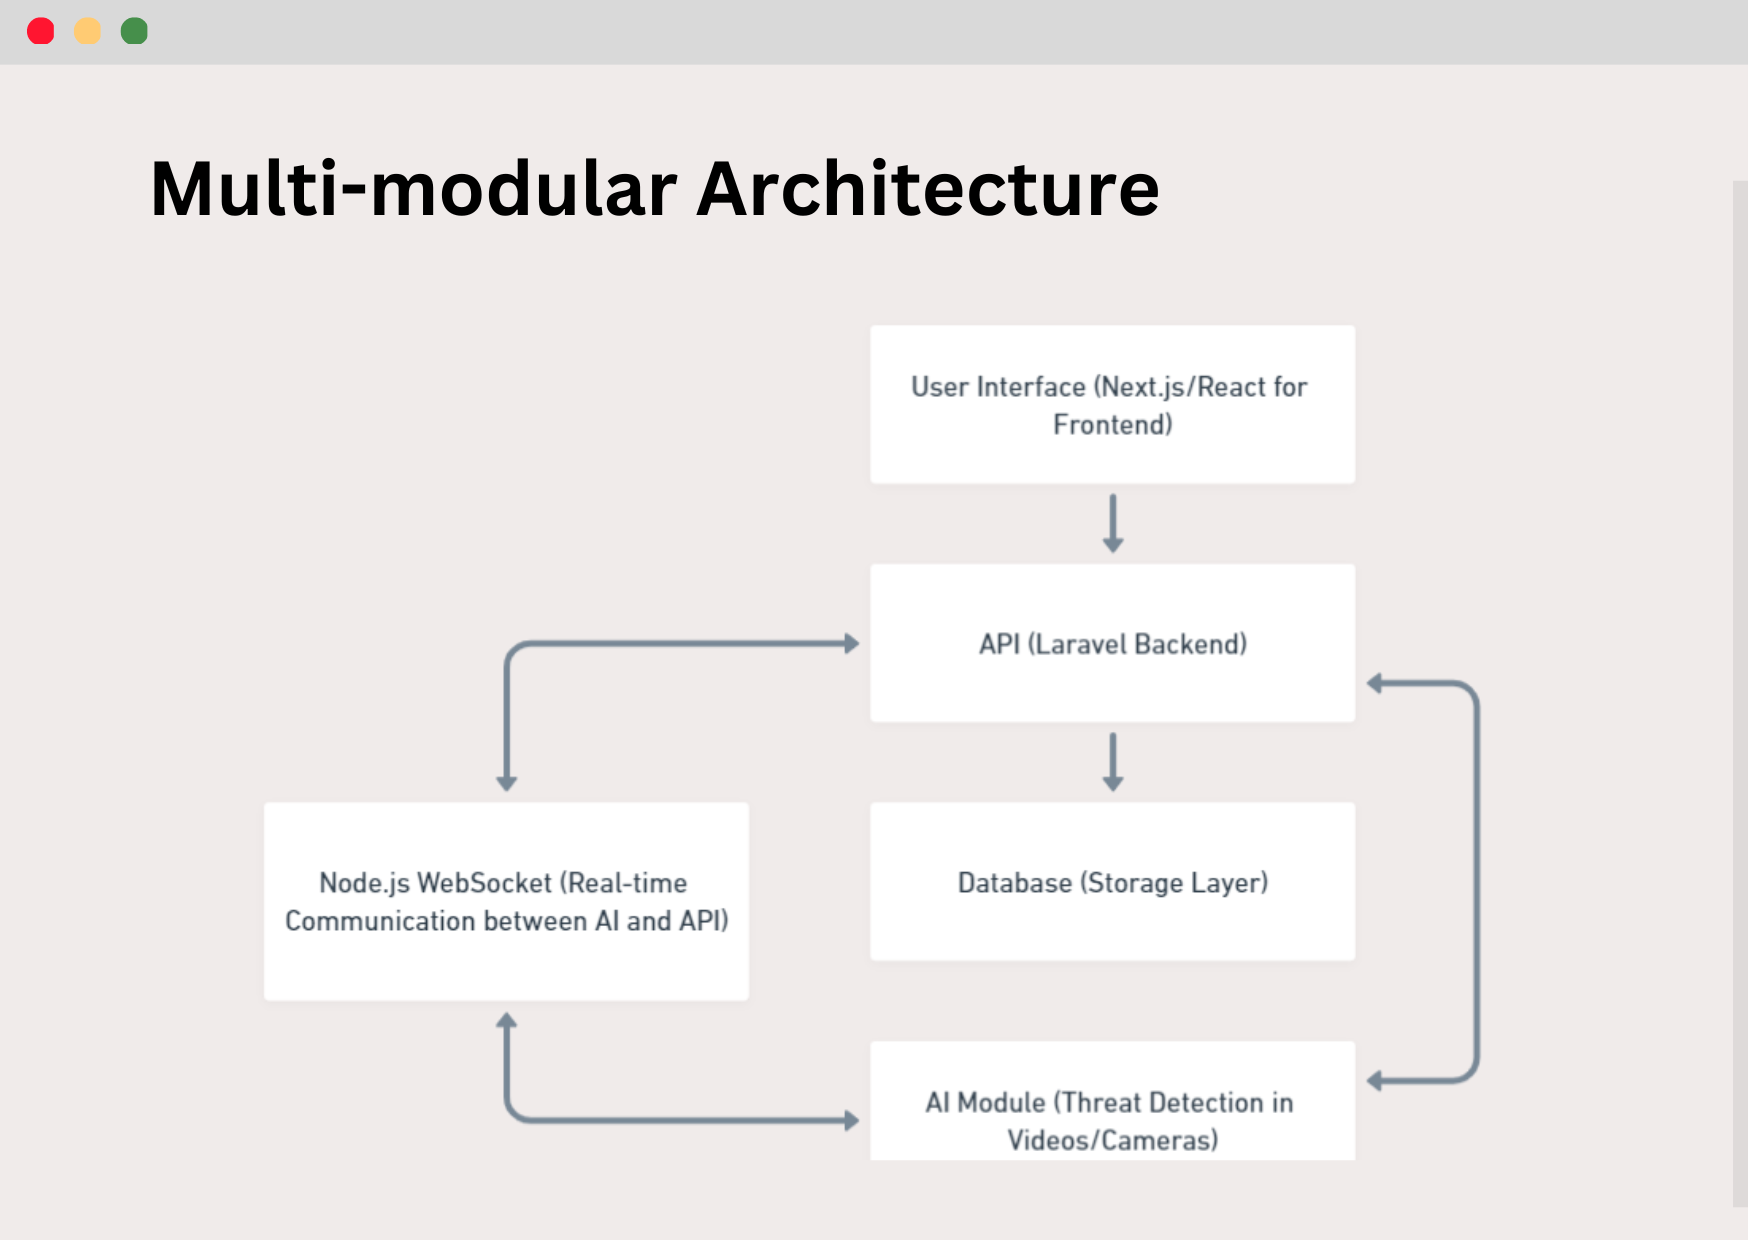 Multi-modular Architecture
User Interface (Next.js/React for
Frontend)
API (Laravel Backend)
Node.js WebSocket (Real-time
Communication between AI and API)
Database (Storage Layer)
AI Module (Threat Detection in
Videos/Cameras)